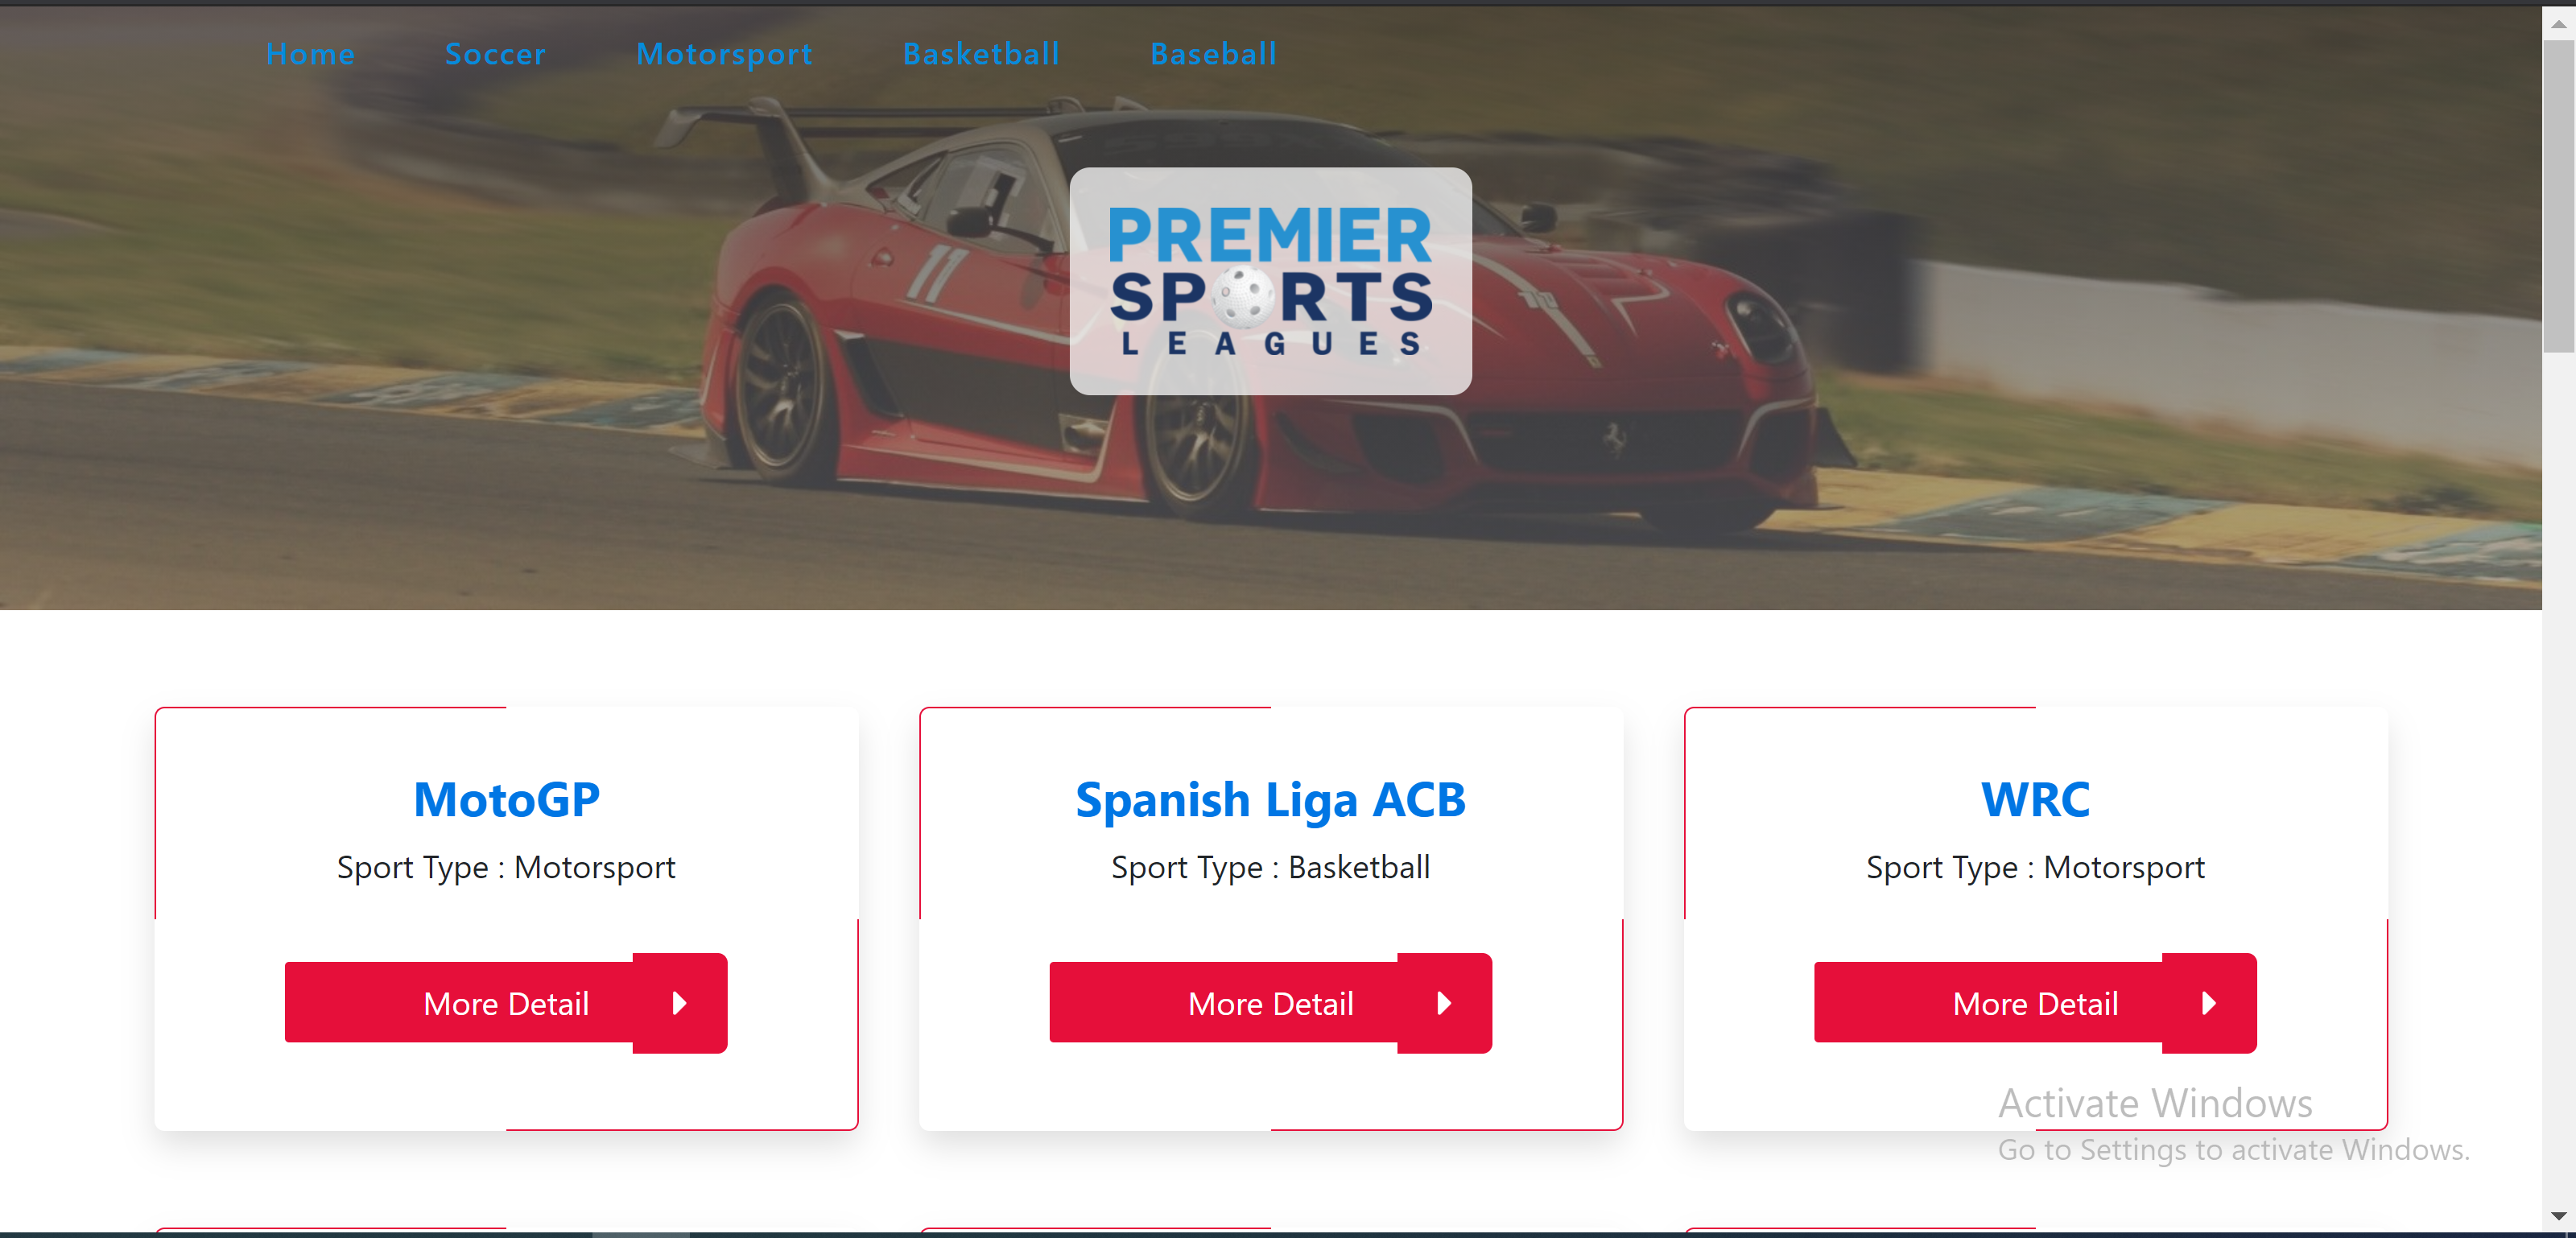 Home Soccer Motorsport Basketball Baseball
11
PREMIER
SPORTS
LEAGUES
MotoGP
Sport Type : Motorsport
More Detail
Spanish Liga ACB
Sport Type : Basketball
More Detail
WRC
Sport Type : Motorsport
More Detail
Activate Windows
Go to Settings to activate Windows.